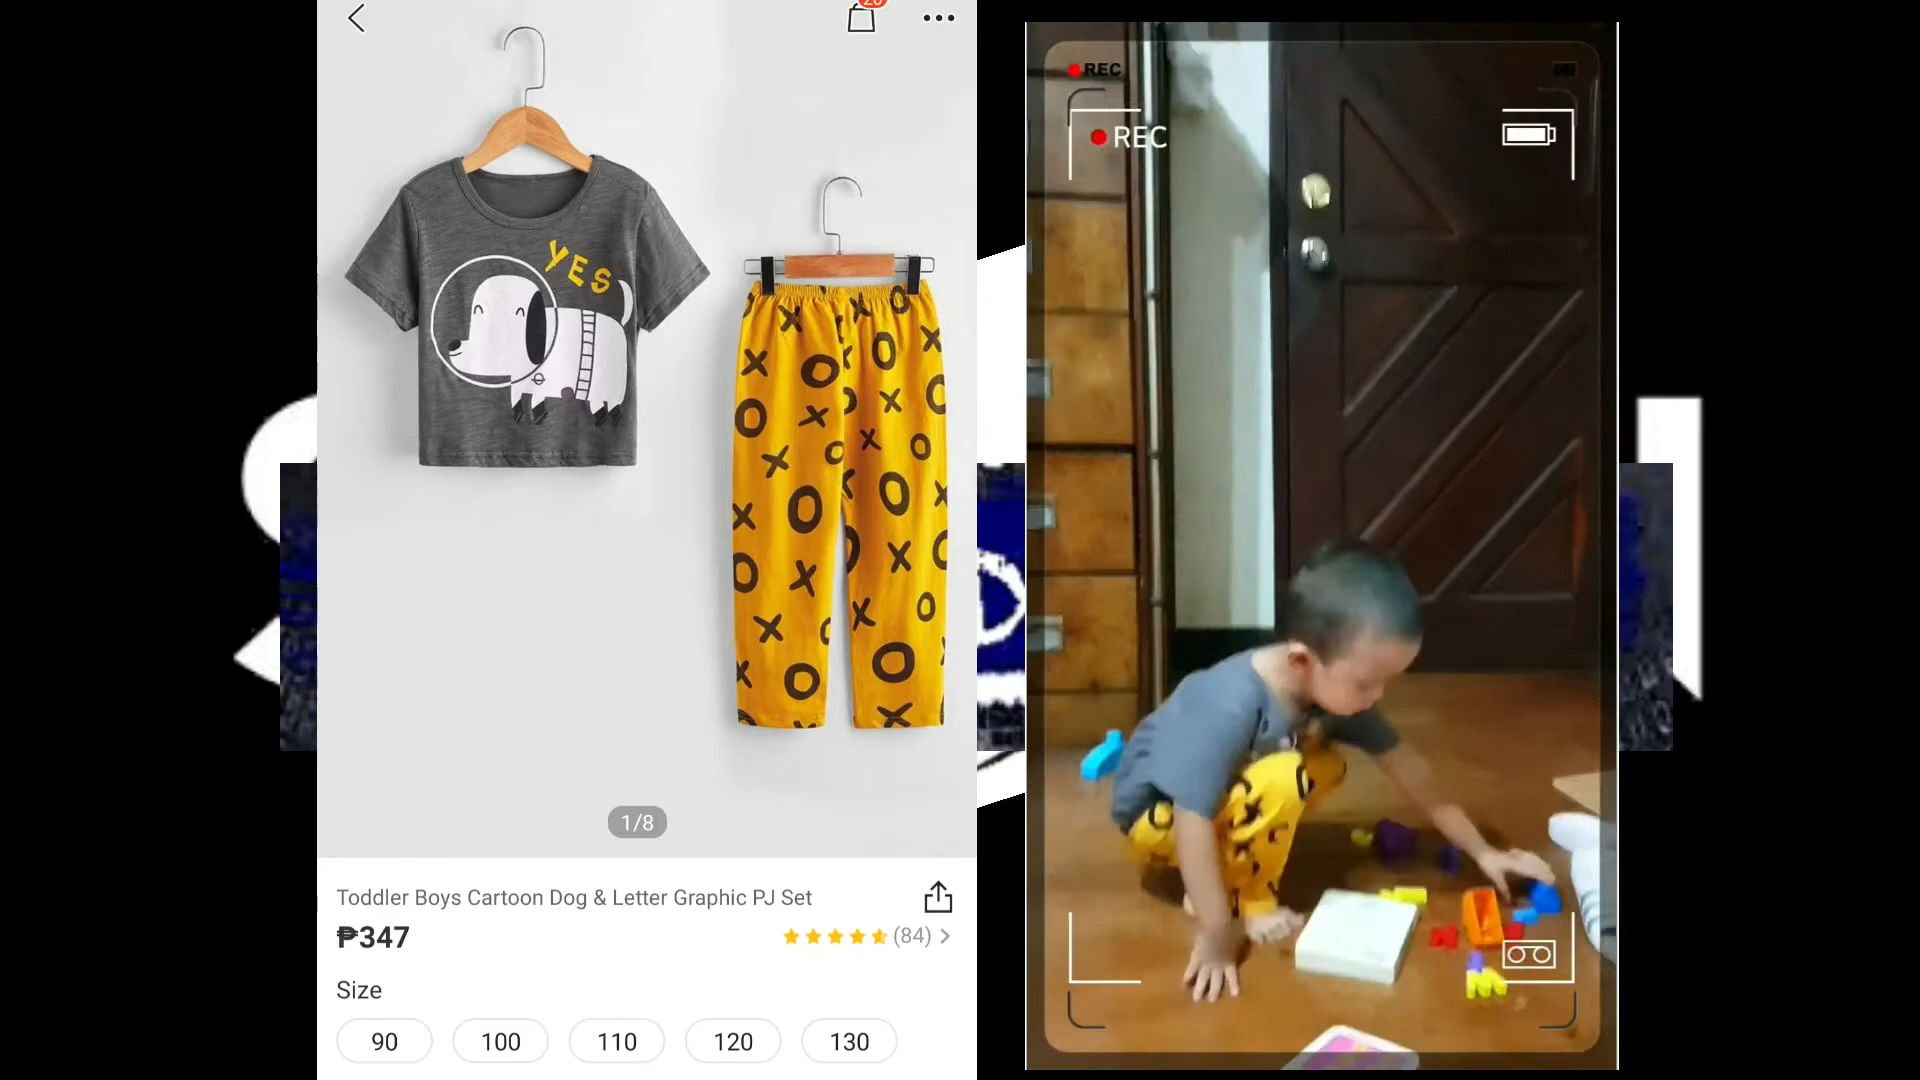 20
YES
1/8
Toddler Boys Cartoon Dog & Letter Graphic PJ Set
₱347
(84)
Size
90 100 110 120 130
REC
REC